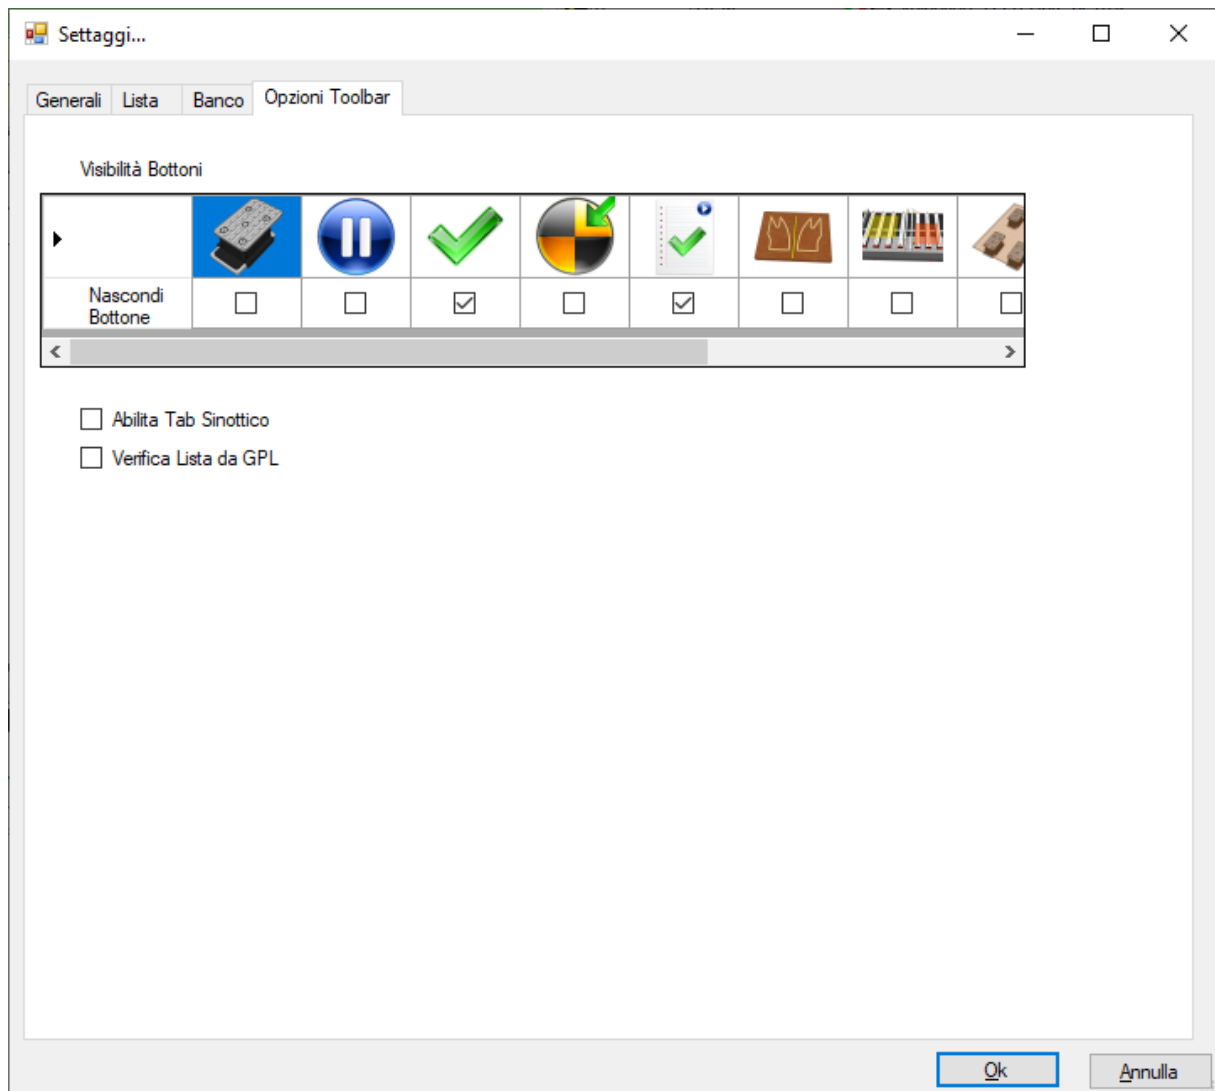 Settaggi...
Generali Lista Banco Opzioni Toolbar
Visibilità Bottoni
Nascondi
Bottone
Abilita Tab Sinottico
Verifica Lista da GPL
Ok Annulla